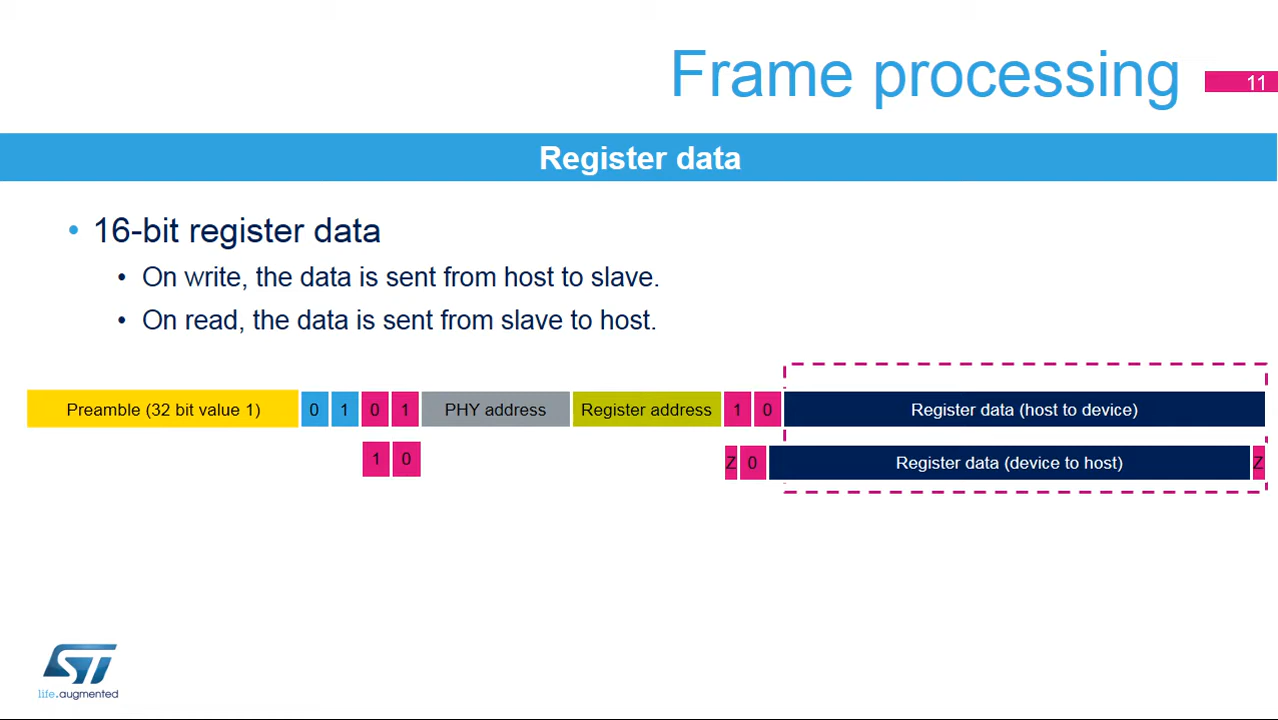 Frame processing
11
Register data
• 16-bit register data
• On write, the data is sent from host to slave.
• On read, the data is sent from slave to host.
Preamble (32 bit value 1) 0 1 0 1 PHY address Register address 1 0 Register data (host to device)
1 0 Z 0 Register data (device to host) Z
ST
life.augmented